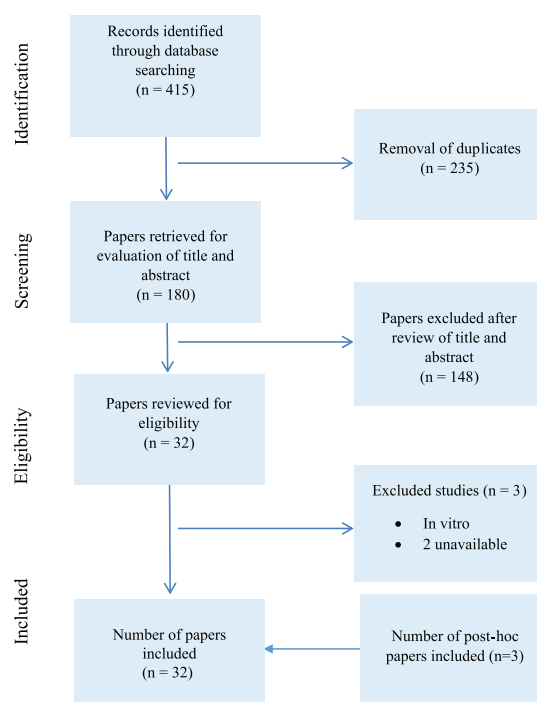 Identification
Records identified
through database
searching
(n = 415)
Removal of duplicates
(n = 235)
Screening
Papers retrieved for
evaluation of title and
abstract
(n = 180)
Papers excluded after
review of title and
abstract
(n = 148)
Eligibility
Papers reviewed for
eligibility
(n = 32)
Excluded studies (n = 3)
• In vitro
• 2 unavailable
Included
Number of papers
included
(n = 32)
Number of post-hoc
papers included (n=3)